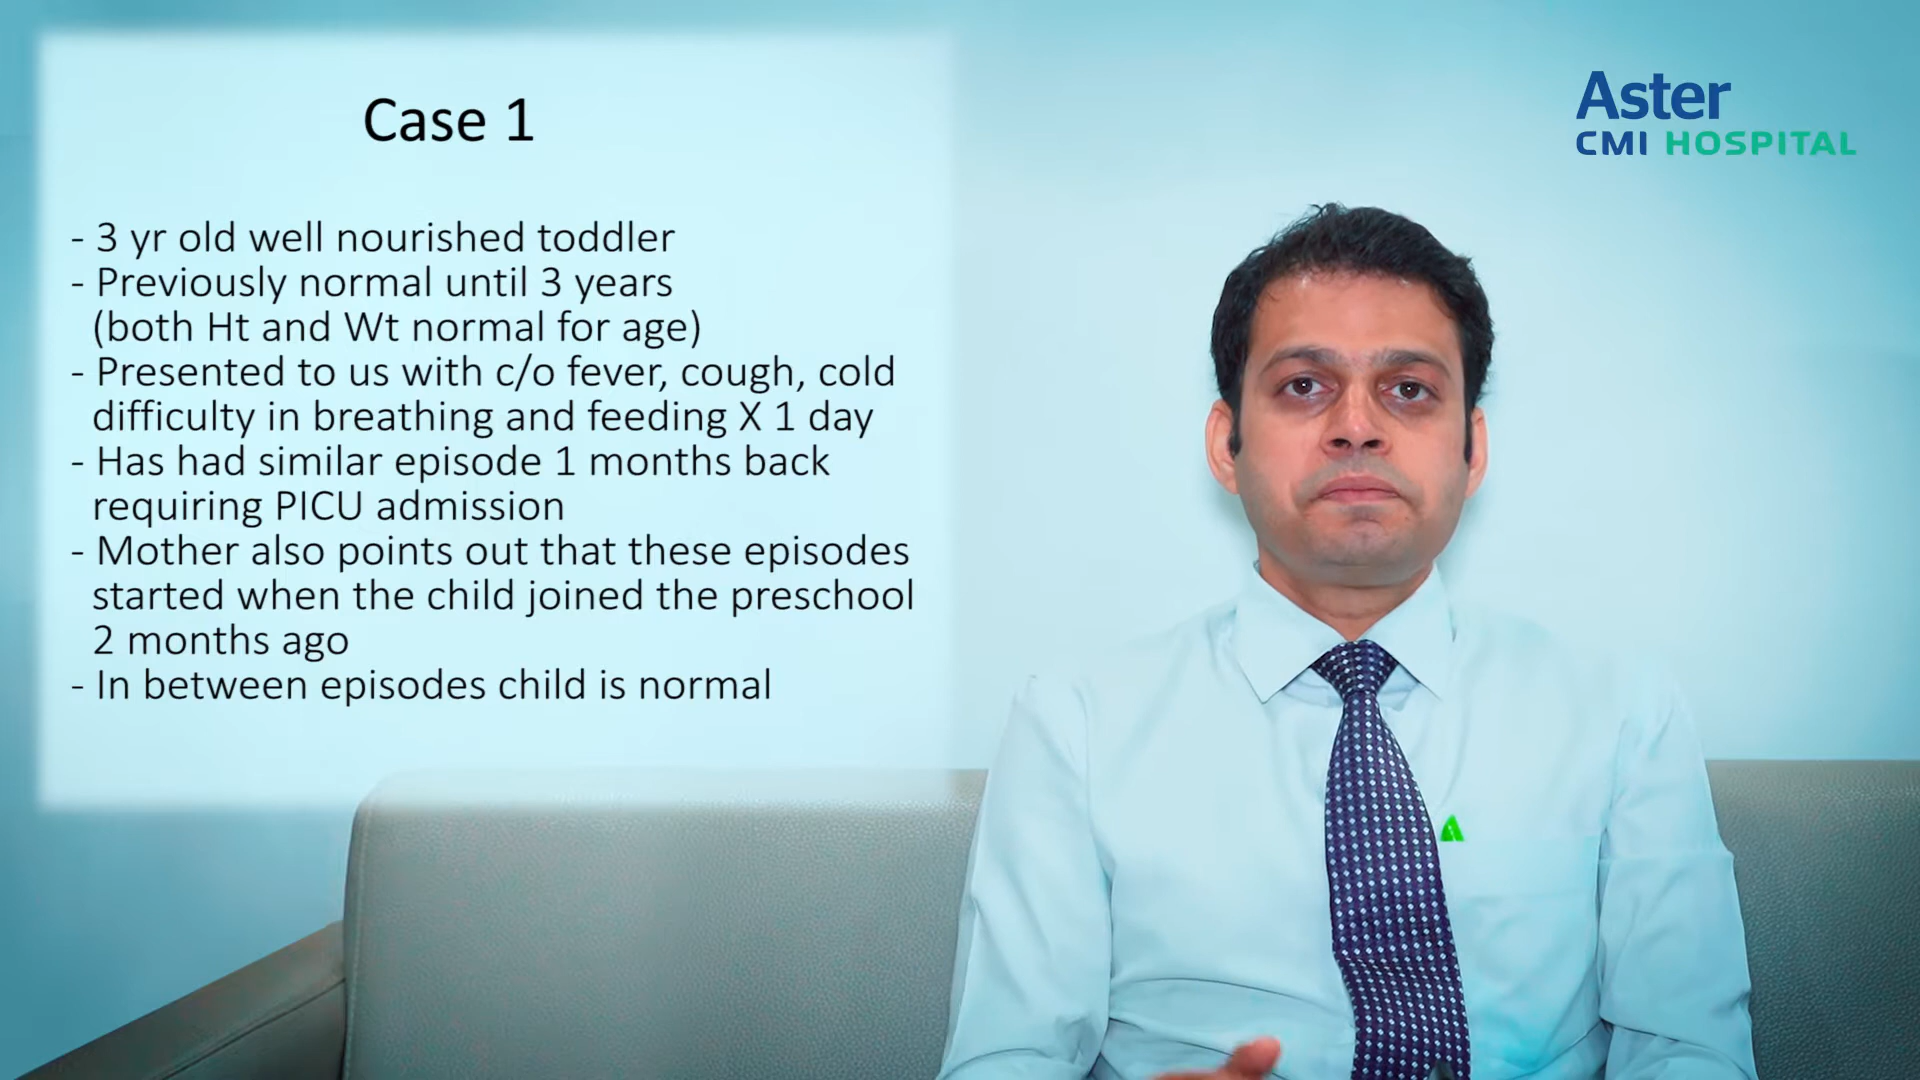 Case 1
- 3 yr old well nourished toddler
- Previously normal until 3 years
(both Ht and Wt normal for age)
- Presented to us with c/o fever, cough, cold
difficulty in breathing and feeding X 1 day
- Has had similar episode 1 months back
requiring PICU admission
- Mother also points out that these episodes
started when the child joined the preschool
2 months ago
- In between episodes child is normal
Aster
CMI HOSPITAL